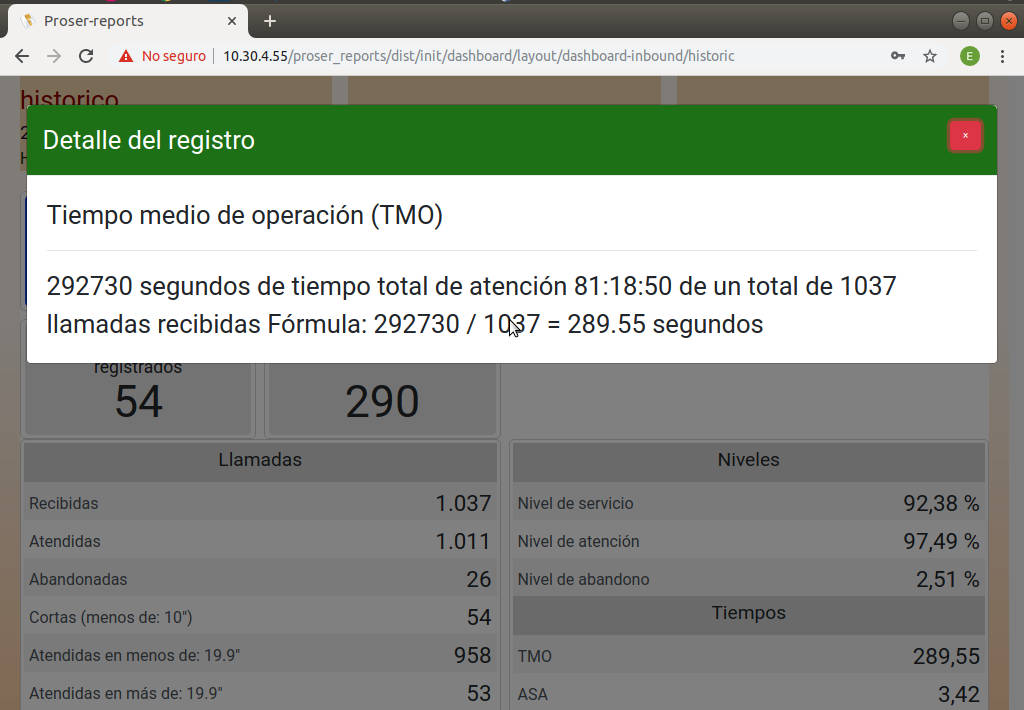 Proser-reports
No seguro
10.30.4.55/proser_reports/dist/init/dashboard/layout/dashboard-inbound/historic
E
historico
Detalle del registro
×
Tiempo medio de operación (TMO)
292730 segundos de tiempo total de atención 81:18:50 de un total de 1037
llamadas recibidas Fórmula: 292730 / 1037 = 289.55 segundos
registrados
54
290
Llamadas
Recibidas 1.037
Atendidas 1.011
Abandonadas 26
Cortas (menos de: 10") 54
Atendidas en menos de: 19.9" 958
Atendidas en más de: 19.9" 53
Niveles
Nivel de servicio 92,38 %
Nivel de atención 97,49 %
Nivel de abandono 2,51 %
Tiempos
TMO 289,55
ASA 3,42